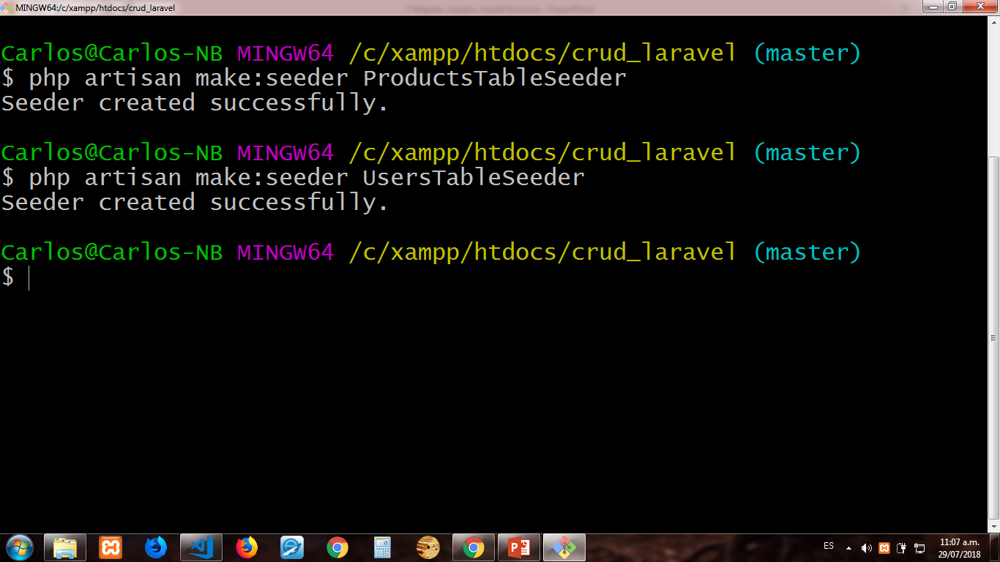 MINGW64:/c/xampp/htdocs/crud_laravel
Carlos@Carlos-NB MINGW64 /c/xampp/htdocs/crud_laravel (master)
$ php artisan make:seeder ProductsTableSeeder
Seeder created successfully.
Carlos@Carlos-NB MINGW64 /c/xampp/htdocs/crud_laravel (master)
$ php artisan make:seeder UsersTableSeeder
Seeder created successfully.
Carlos@Carlos-NB MINGW64 /c/xampp/htdocs/crud_laravel (master)
$
ES
11:07 a.m.
29/07/2018